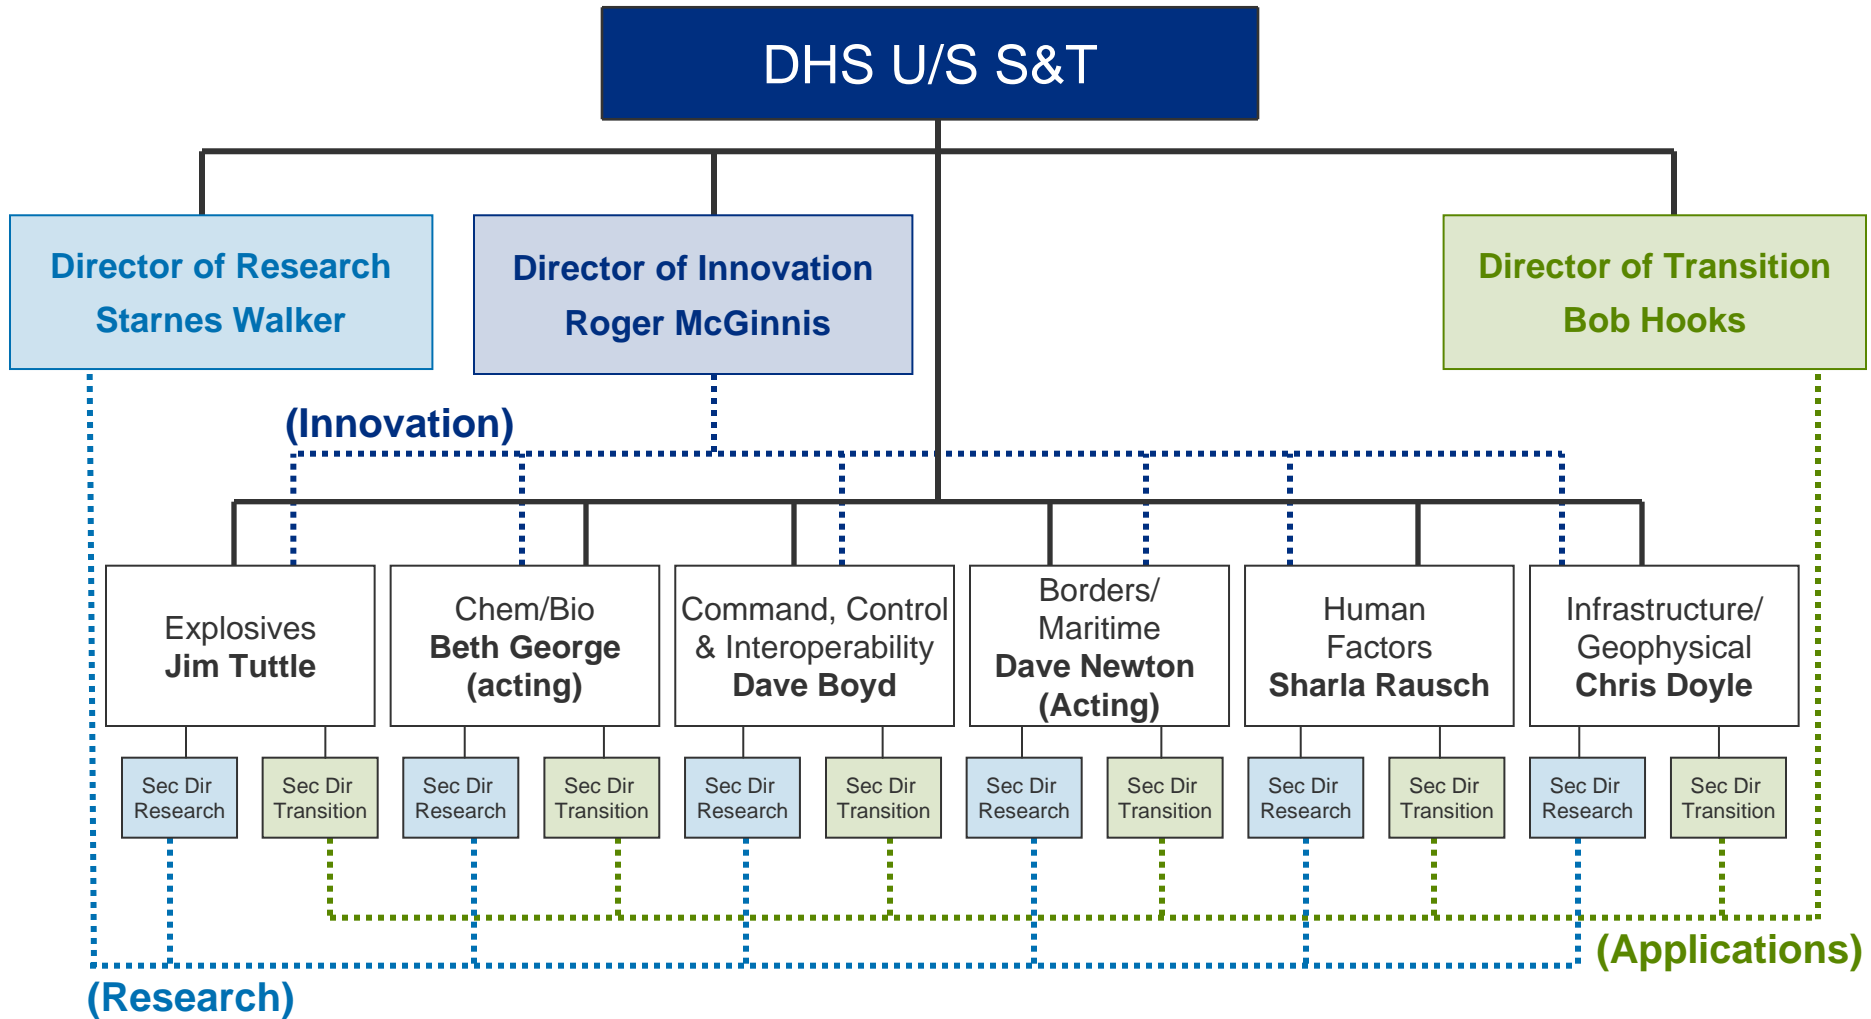 DHS U/S S&T
Director of Research
Starnes Walker
Director of Innovation
Roger McGinnis
Director of Transition
Bob Hooks
(Innovation)
Explosives
Jim Tuttle
Chem/Bio
Beth George
(acting)
Command, Control
& Interoperability
Dave Boyd
Borders/
Maritime
Dave Newton
(Acting)
Human
Factors
Sharla Rausch
Infrastructure/
Geophysical
Chris Doyle
Sec Dir
Research
Sec Dir
Transition
Sec Dir
Research
Sec Dir
Transition
Sec Dir
Research
Sec Dir
Transition
Sec Dir
Research
Sec Dir
Transition
Sec Dir
Research
Sec Dir
Transition
Sec Dir
Research
Sec Dir
Transition
(Applications)
(Research)